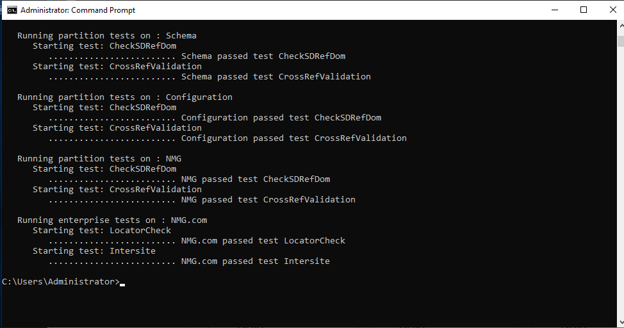 Administrator: Command Prompt
Running partition tests on : Schema
Starting test: CheckSDRefDom
......................... Schema passed test CheckSDRefDom
Starting test: CrossRefValidation
......................... Schema passed test CrossRefValidation
Running partition tests on : Configuration
Starting test: CheckSDRefDom
......................... Configuration passed test CheckSDRefDom
Starting test: CrossRefValidation
......................... Configuration passed test CrossRefValidation
Running partition tests on : NMG
Starting test: CheckSDRefDom
......................... NMG passed test CheckSDRefDom
Starting test: CrossRefValidation
......................... NMG passed test CrossRefValidation
Running enterprise tests on : NMG.com
Starting test: LocatorCheck
......................... NMG.com passed test LocatorCheck
Starting test: Intersite
......................... NMG.com passed test Intersite
C:\Users\Administrator>